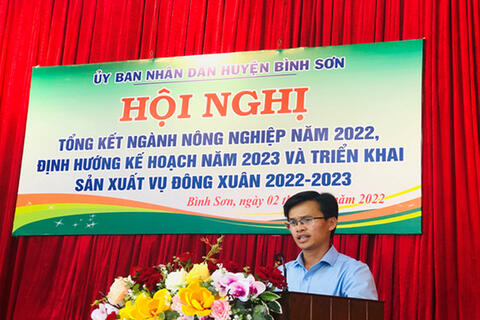 ỦY BAN NHÂN DÂN HUYỆN BÌNH SƠN
HỘI NGHỊ
TỔNG KẾT NGÀNH NÔNG NGHIỆP NĂM 2022,
ĐỊNH HƯỚNG KẾ HOẠCH NĂM 2023 VÀ TRIỂN KHAI
SẢN XUẤT VỤ ĐÔNG XUÂN 2022-2023
Bình Sơn, ngày 02 năm 2022